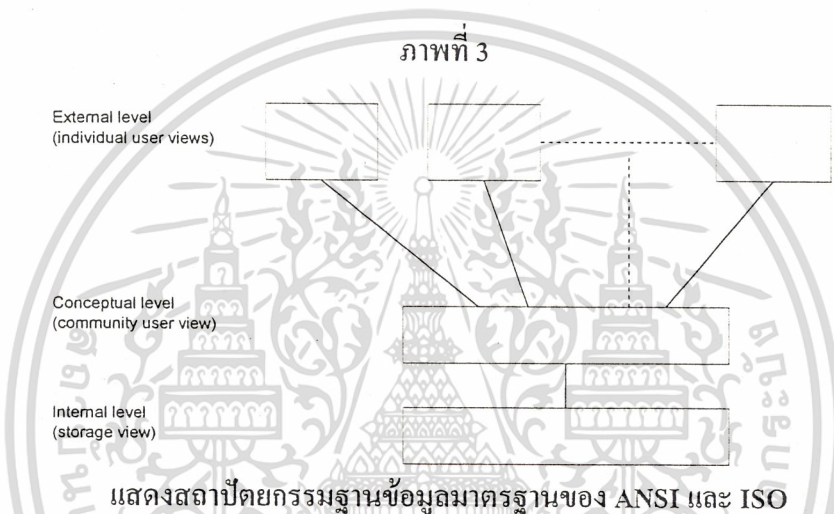 ภาพที่ 3
External level
(individual user views)
Conceptual level
(community user view)
Internal level
(storage view)
แสดงสถาปัตยกรรมฐานข้อมูลมาตรฐานของ ANSI และ ISO